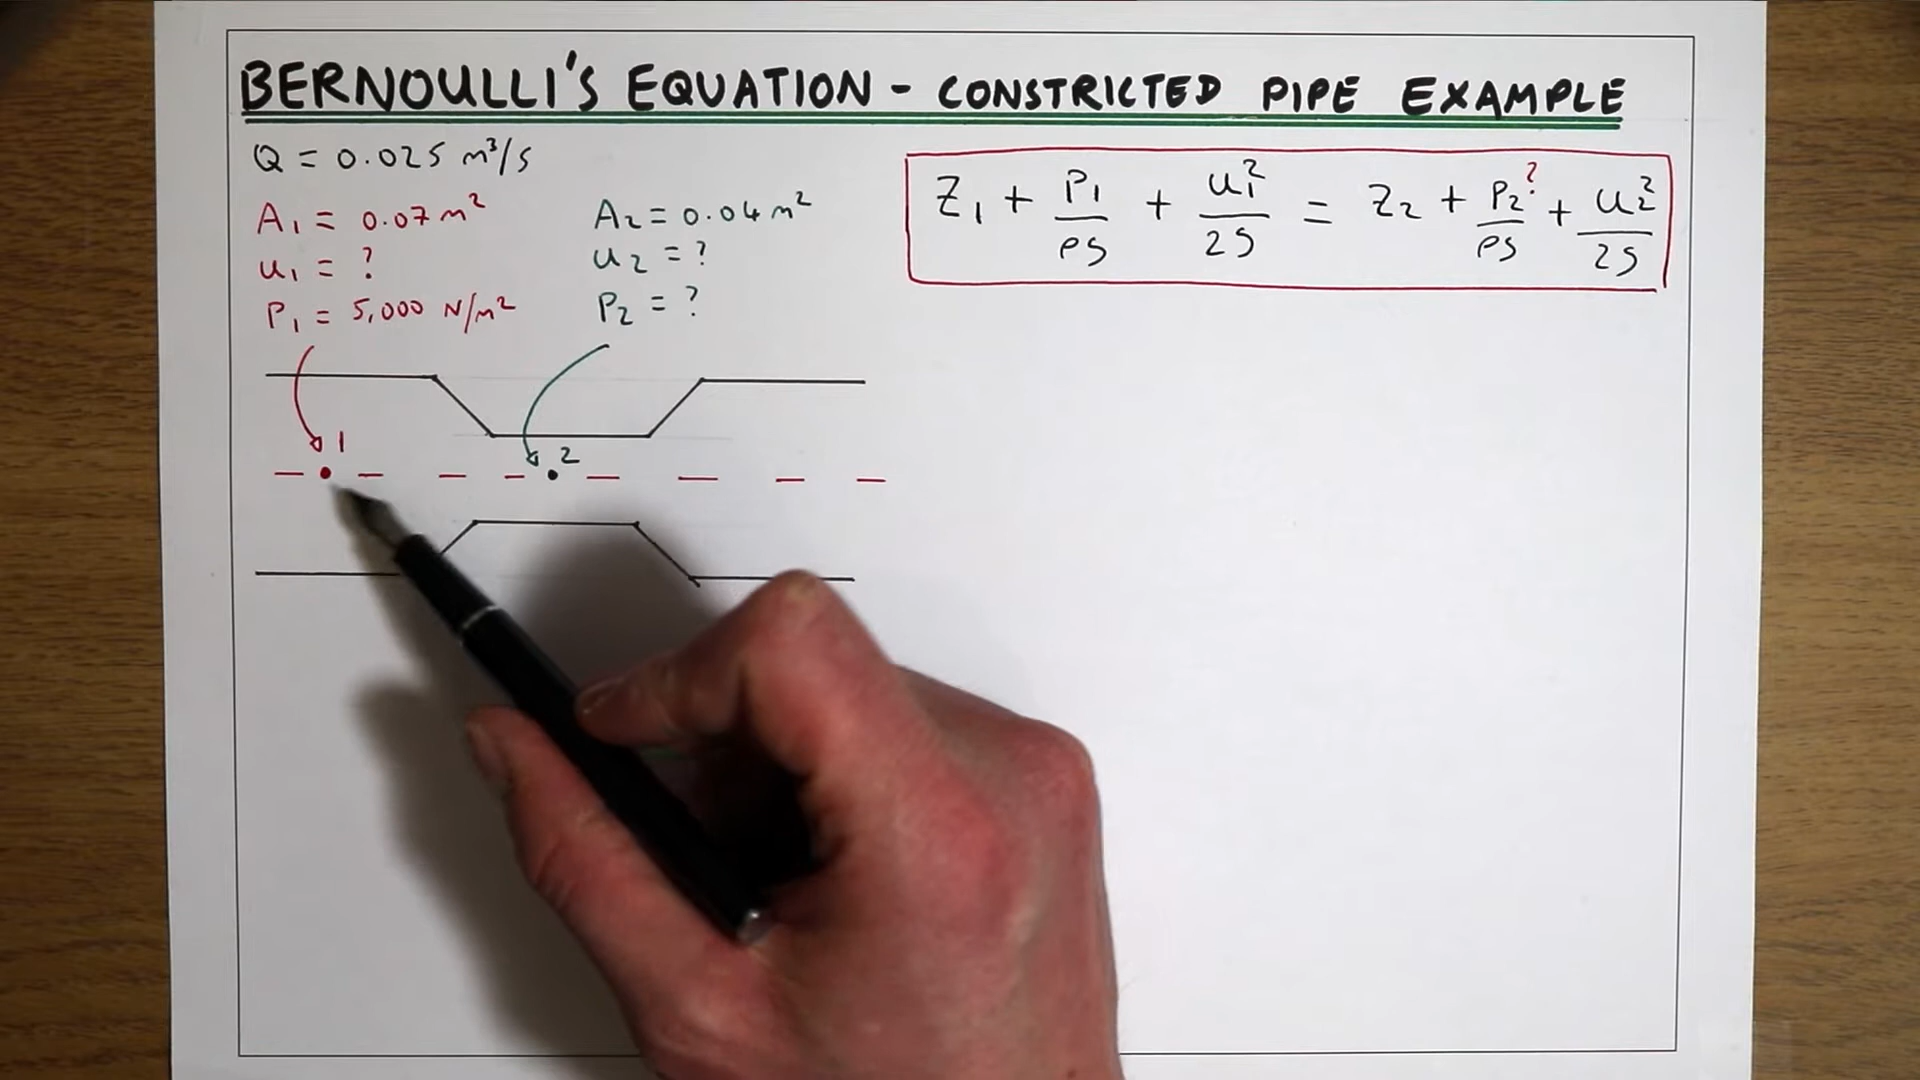 BERNOULLI'S EQUATION - CONSTRICTED PIPE EXAMPLE
Q = 0.025 m³/s
A₁ = 0.07 m²
u₁ = ?
P₁ = 5,000 N/m²
A₂ = 0.04 m²
u₂ = ?
P₂ = ?
Z₁ + P₁/ρg + u₁²/2g = Z₂ + P₂?/ρg + u₂²/2g
1
2